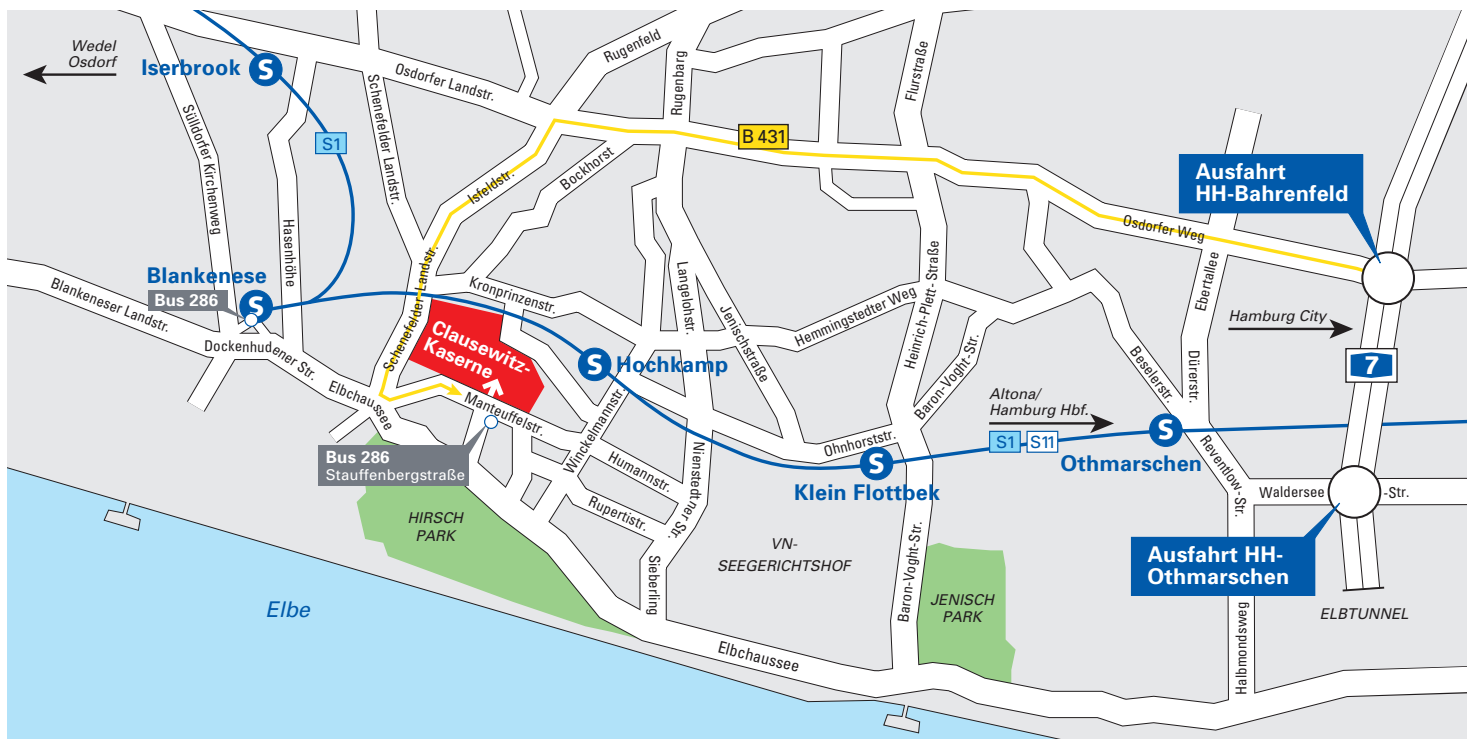 Wedel
Osdorf
Iserbrook
S
S1
Sülldorfer Kirchenweg
Hasenhöhe
Schenefelder Landstr.
Osdorfer Landstr.
Rugenfeld
Rugenbarg
Flurstraße
B 431
Isfeldstr.
Bockhorst
Ausfahrt
HH-Bahrenfeld
Osdorfer Weg
Ebertallee
Hamburg City
7
Blankenese
Bus 286
S
Blankeneser Landstr.
Dockenhudener Str.
Elbchaussee
Schenefelder-Landstr.
Kronprinzenstr.
Clausewitz-
Kaserne
Langelohstr.
Jenischstraße
Hemmingstedter Weg
Heinrich-Plett-Straße
Baron-Voght-Str.
S
Hochkamp
Manteuffelstr.
Bus 286
Stauffenbergstraße
Winckelmannstr.
Humannstr.
Rupertistr.
Nienstedtner Str.
Sieberling
Ohnhorststr.
S
Klein Flottbek
Altona/
Hamburg Hbf.
S1
S11
Beselerstr.
Dürerstr.
S
Othmarschen
Reventlow-Str.
Waldersee
-Str.
Ausfahrt HH-
Othmarschen
HIRSCH
PARK
VN-
SEEGERICHTSHOF
Baron-Voght-Str.
JENISCH
PARK
Halbmondsweg
ELBTUNNEL
Elbe
Elbchaussee